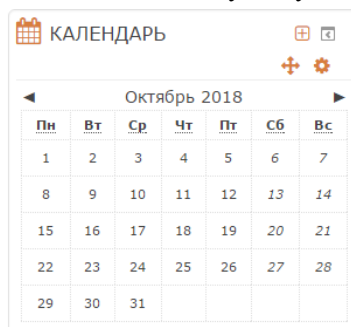 КАЛЕНДАРЬ
◄ Октябрь 2018 ►
Пн Вт Ср Чт Пт Сб Вс
1 2 3 4 5 6 7
8 9 10 11 12 13 14
15 16 17 18 19 20 21
22 23 24 25 26 27 28
29 30 31